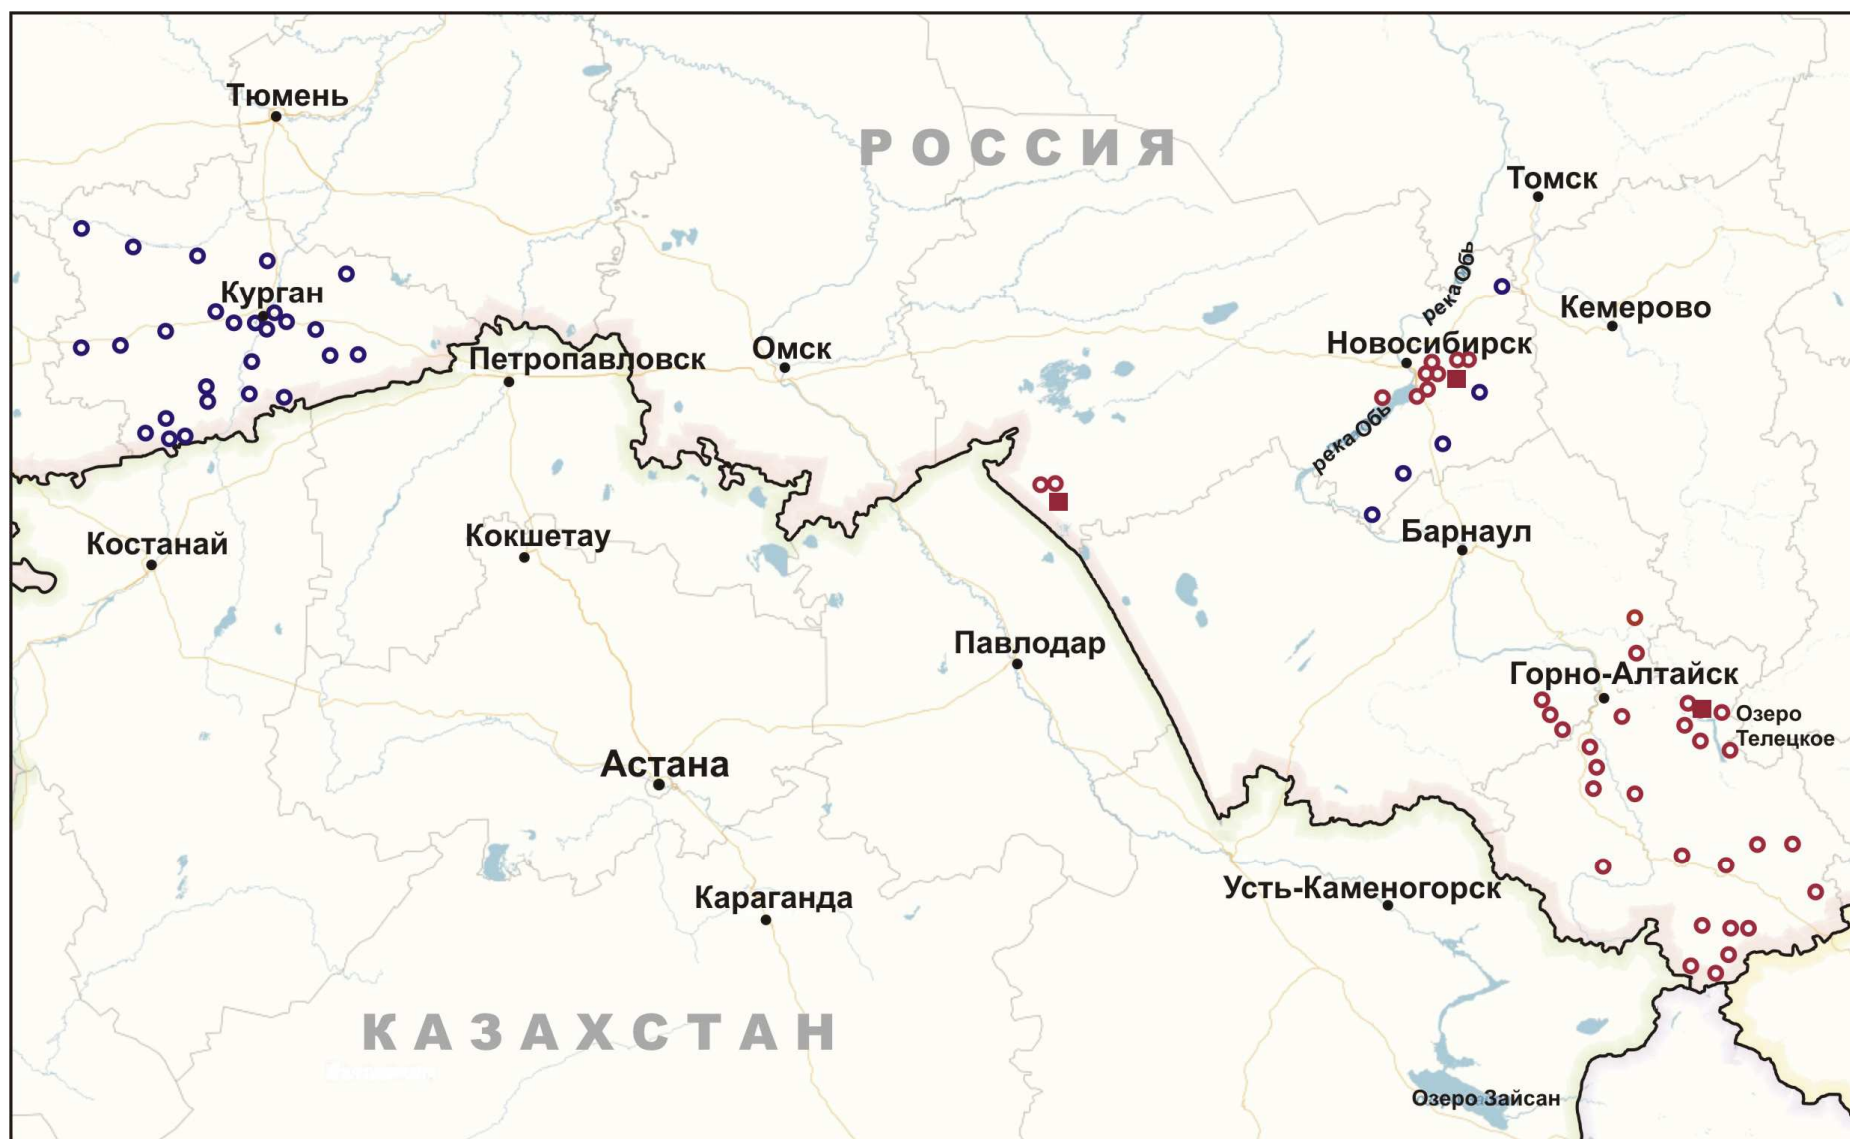 Тюмень
РОССИЯ
Томск
река Обь
Курган
Кемерово
Новосибирск
Омск
Петропавловск
река Обь
Барнаул
Кокшетау
Костанай
Павлодар
Горно-Алтайск
Озеро
Телецкое
Астана
Усть-Каменогорск
Караганда
КАЗАХСТАН
Озеро Зайсан